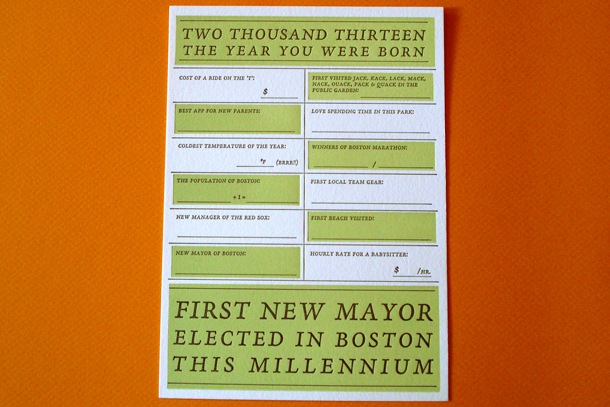 TWO THOUSAND THIRTEEN
THE YEAR YOU WERE BORN
COST OF A RIDE ON THE 'T':
$
FIRST VISITED JACK, KACK, LACK, MACK,
NACK, OUACK, PACK & QUACK IN THE
PUBLIC GARDEN:
BEST APP FOR NEW PARENTS:
LOVE SPENDING TIME IN THIS PARK:
COLDEST TEMPERATURE OF THE YEAR:
°F (BRRR!)
WINNERS OF BOSTON MARATHON:
/
THE POPULATION OF BOSTON:
+ 1 =
FIRST LOCAL TEAM GEAR:
NEW MANAGER OF THE RED SOX:
FIRST BEACH VISITED:
NEW MAYOR OF BOSTON:
HOURLY RATE FOR A BABYSITTER:
$ /HR.
FIRST NEW MAYOR
ELECTED IN BOSTON
THIS MILLENNIUM